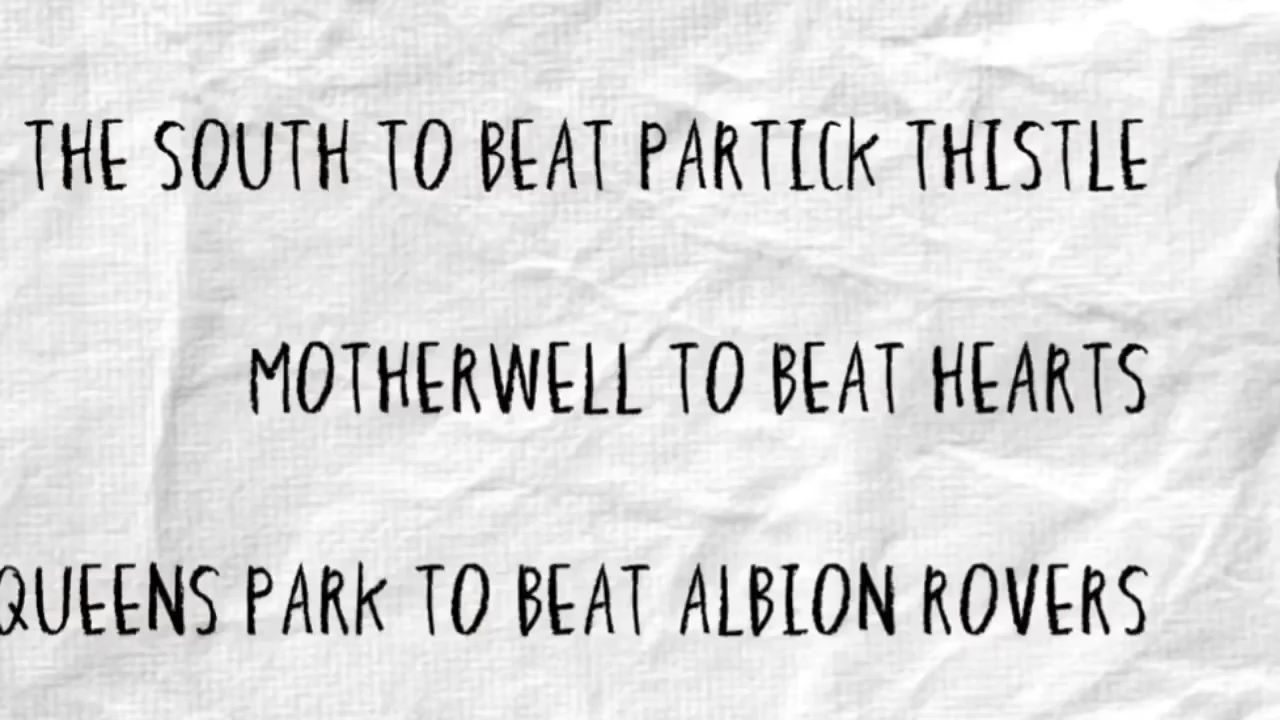 THE SOUTH TO BEAT PARTICK THISTLE
MOTHERWELL TO BEAT HEARTS
QUEENS PARK TO BEAT ALBION ROVERS